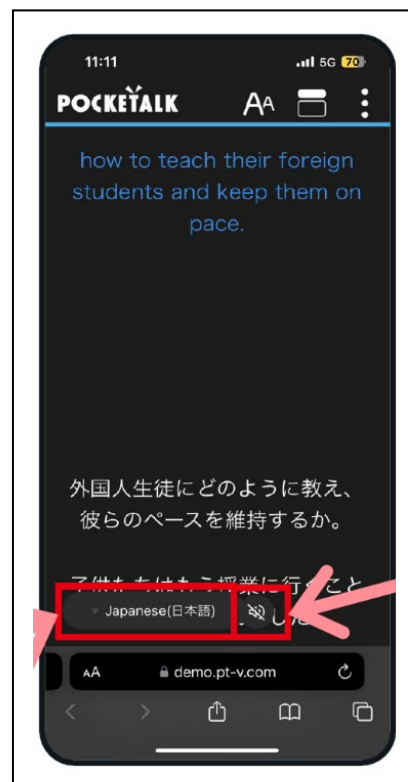 11:11
5G 70
POCKETALK
AA
how to teach their foreign
students and keep them on
pace.
外国人生徒にどのように教え、
彼らのペースを維持するか。
Japanese(日本語)
AA
demo.pt-v.com